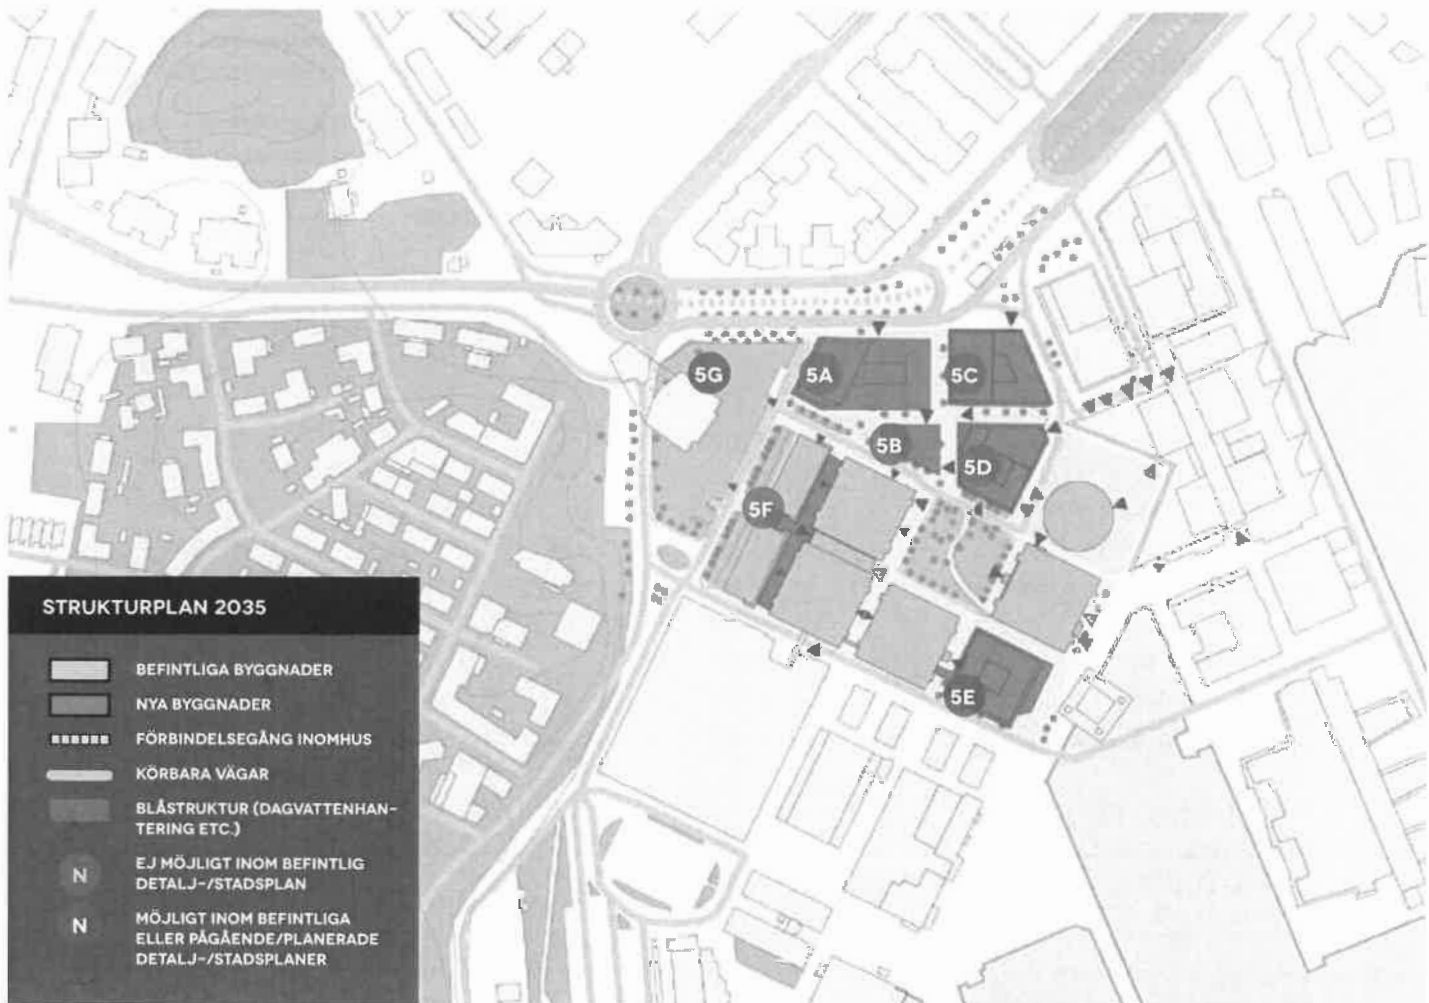 5G
5A
5C
5B
5D
5F
5E
STRUKTURPLAN 2035
BEFINTLIGA BYGGNADER
NYA BYGGNADER
FÖRBINDELSEGÅNG INOMHUS
KÖRBARA VÄGAR
BLÅSTRUKTUR (DAGVATTENHAN-
TERING ETC.)
N
EJ MÖJLIGT INOM BEFINTLIG
DETALJ-/STADSPLAN
N
MÖJLIGT INOM BEFINTLIGA
ELLER PÅGÅENDE/PLANERADE
DETALJ-/STADSPLANER